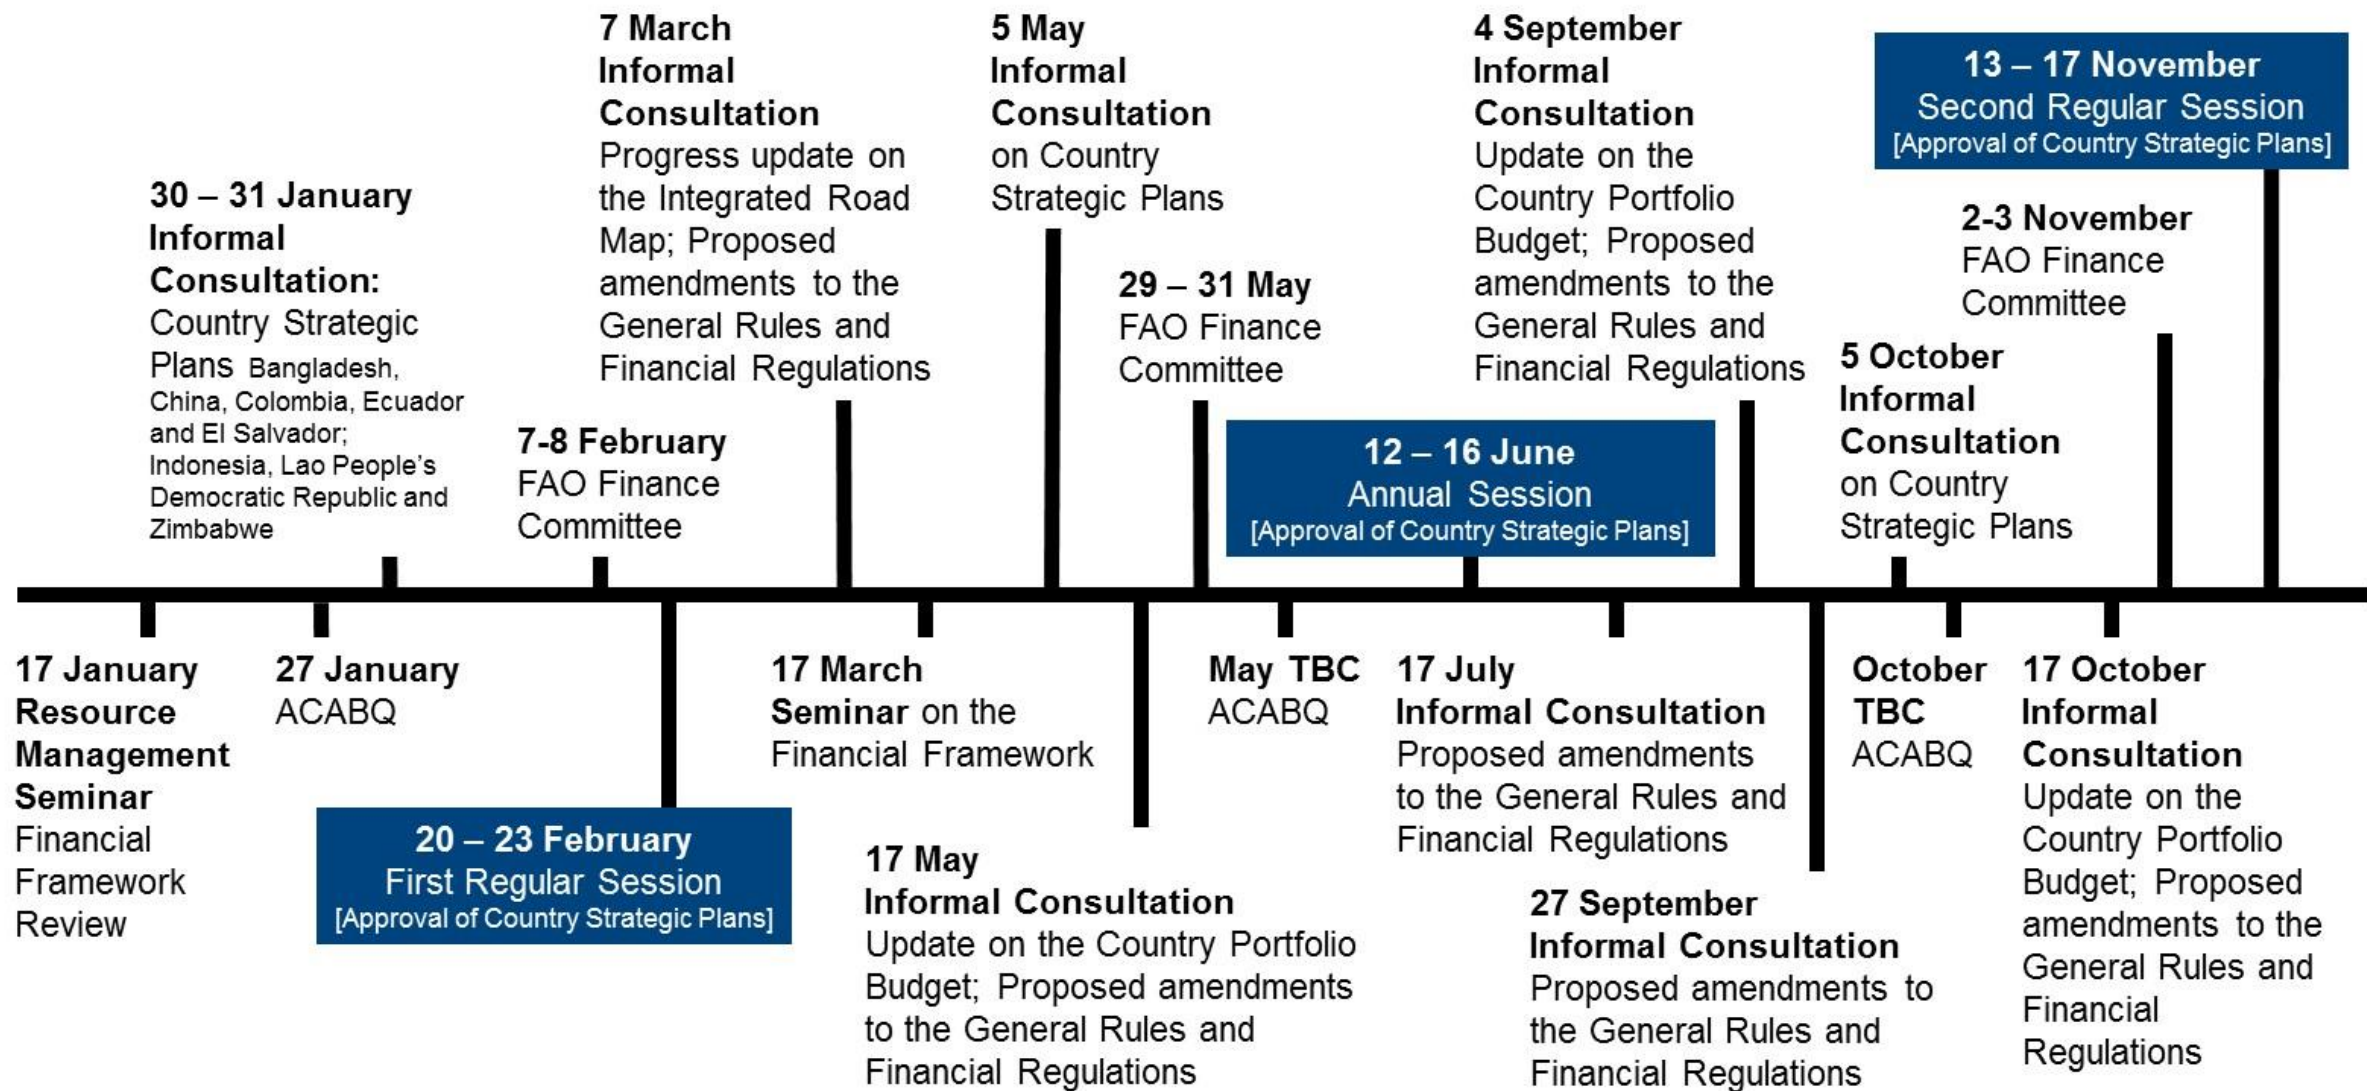 7 March
Informal
Consultation
Progress update on
the Integrated Road
Map; Proposed
amendments to the
General Rules and
Financial Regulations
5 May
Informal
Consultation
on Country
Strategic Plans
4 September
Informal
Consultation
Update on the
Country Portfolio
Budget; Proposed
amendments to the
General Rules and
Financial Regulations
13 – 17 November
Second Regular Session
[Approval of Country Strategic Plans]
30 – 31 January
Informal
Consultation:
Country Strategic
Plans Bangladesh,
China, Colombia, Ecuador
and El Salvador;
Indonesia, Lao People’s
Democratic Republic and
Zimbabwe
7-8 February
FAO Finance
Committee
29 – 31 May
FAO Finance
Committee
12 – 16 June
Annual Session
[Approval of Country Strategic Plans]
5 October
Informal
Consultation
on Country
Strategic Plans
2-3 November
FAO Finance
Committee
17 January
Resource
Management
Seminar
Financial
Framework
Review
27 January
ACABQ
20 – 23 February
First Regular Session
[Approval of Country Strategic Plans]
17 March
Seminar on the
Financial Framework
17 May
Informal Consultation
Update on the Country Portfolio
Budget; Proposed amendments
to the General Rules and
Financial Regulations
May TBC
ACABQ
17 July
Informal Consultation
Proposed amendments
to the General Rules and
Financial Regulations
27 September
Informal Consultation
Proposed amendments to
the General Rules and
Financial Regulations
October
TBC
ACABQ
17 October
Informal
Consultation
Update on the
Country Portfolio
Budget; Proposed
amendments to the
General Rules and
Financial
Regulations